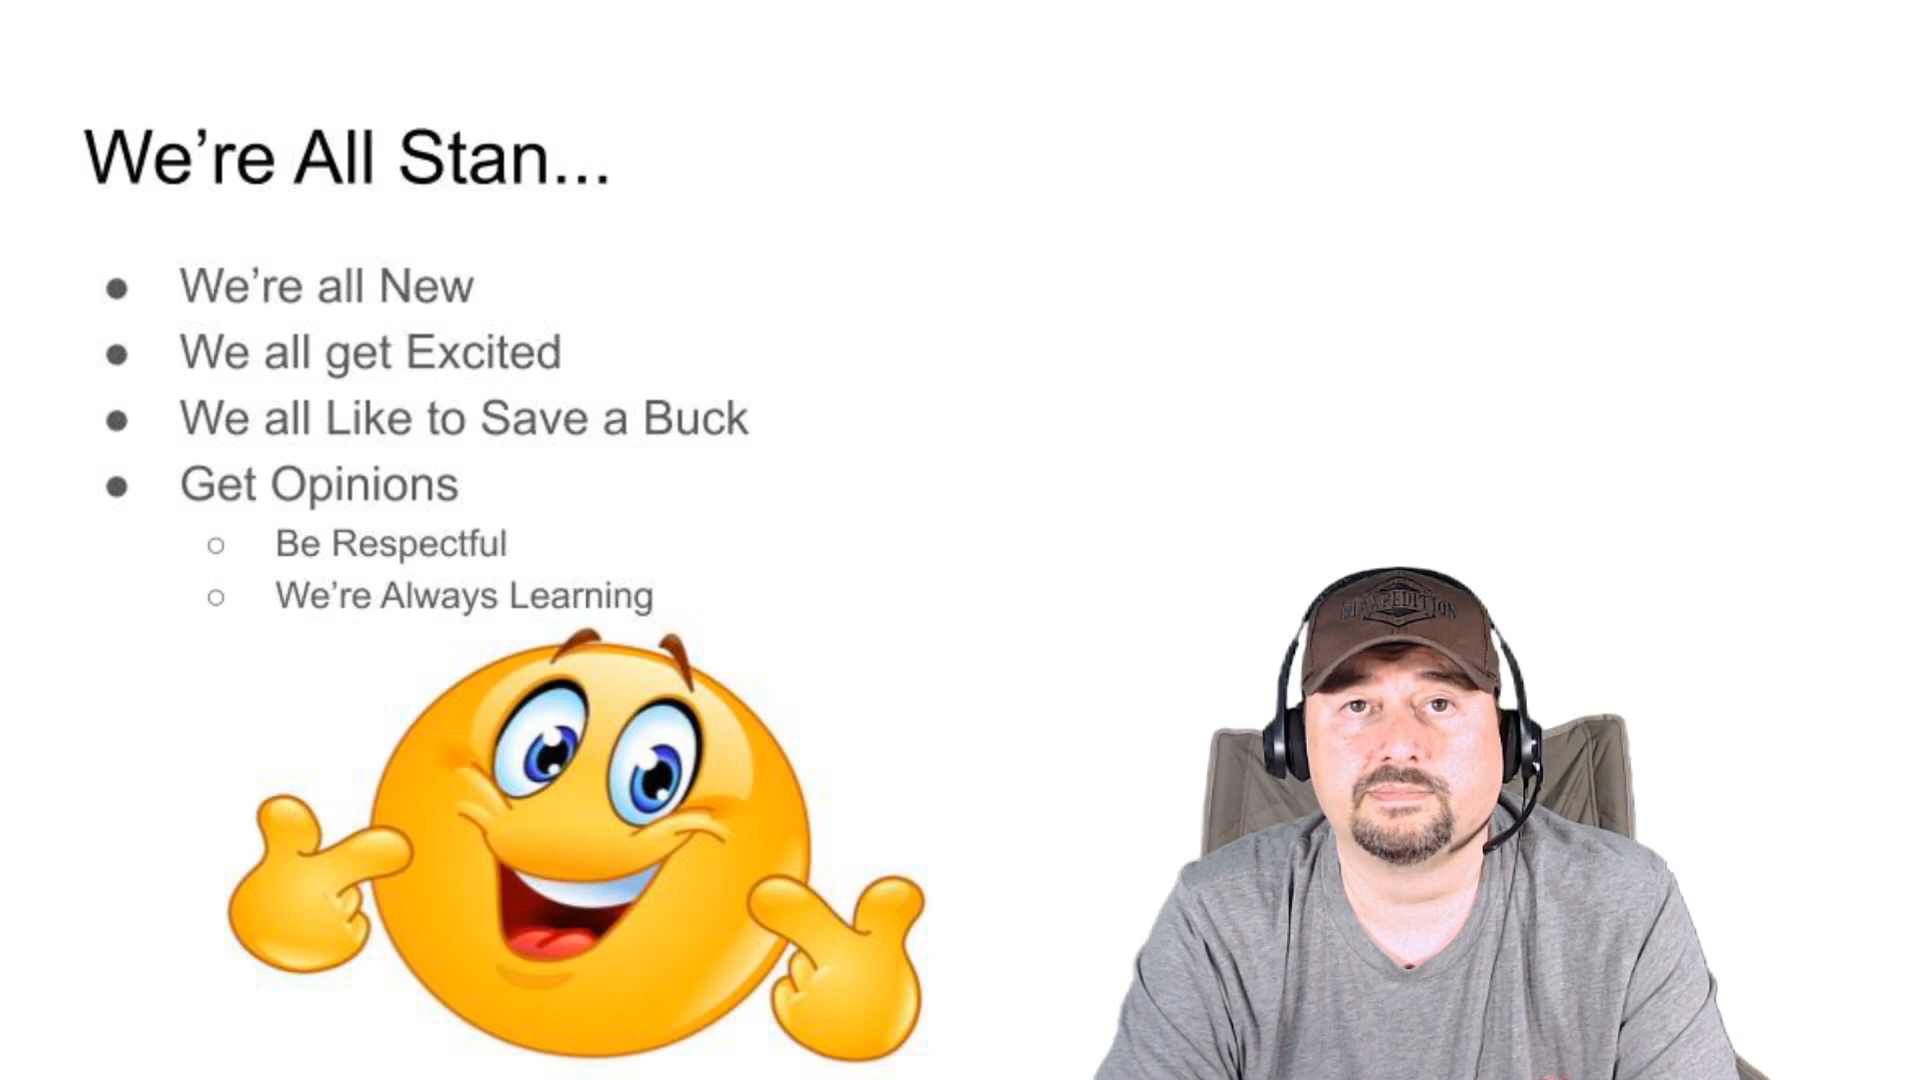 We’re All Stan...
● We’re all New
● We all get Excited
● We all Like to Save a Buck
● Get Opinions
○ Be Respectful
○ We’re Always Learning
MAXPEDITION